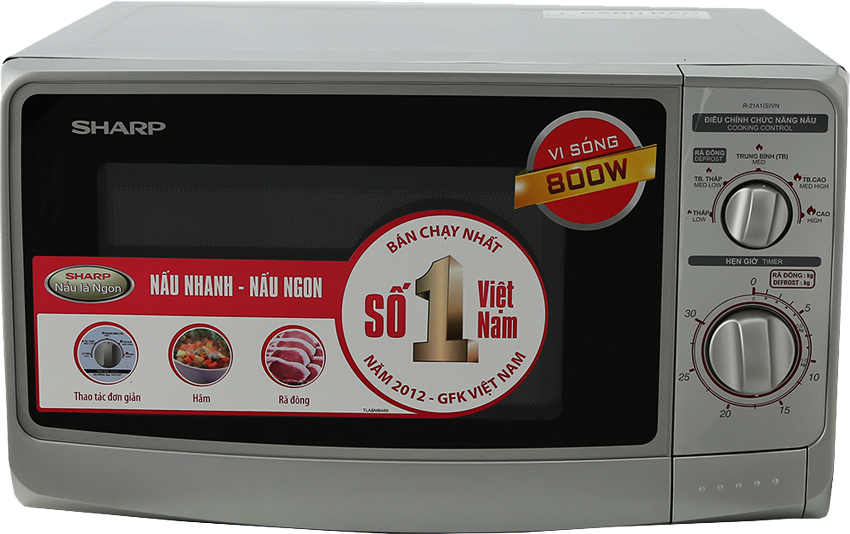 SHARP
VI SÓNG
800W
SHARP
Nấu là Ngon
NẤU NHANH - NẤU NGON
Thao tác đơn giản
Hâm
Rã đông
BÁN CHẠY NHẤT
SỐ 1 Việt Nam
NĂM 2012 - GFK VIỆT NAM
R-21A1(S)VN
ĐIỀU CHỈNH CHỨC NĂNG NẤU
COOKING CONTROL
RÃ ĐÔNG
DEFROST
TRUNG BÌNH (TB)
MED
TB. THẤP
MED LOW
TB.CAO
MED HIGH
THẤP
LOW
CAO
HIGH
HẸN GIỜ TIMER
RÃ ĐÔNG : kg
DEFROST : kg
0
5
10
15
20
25
30